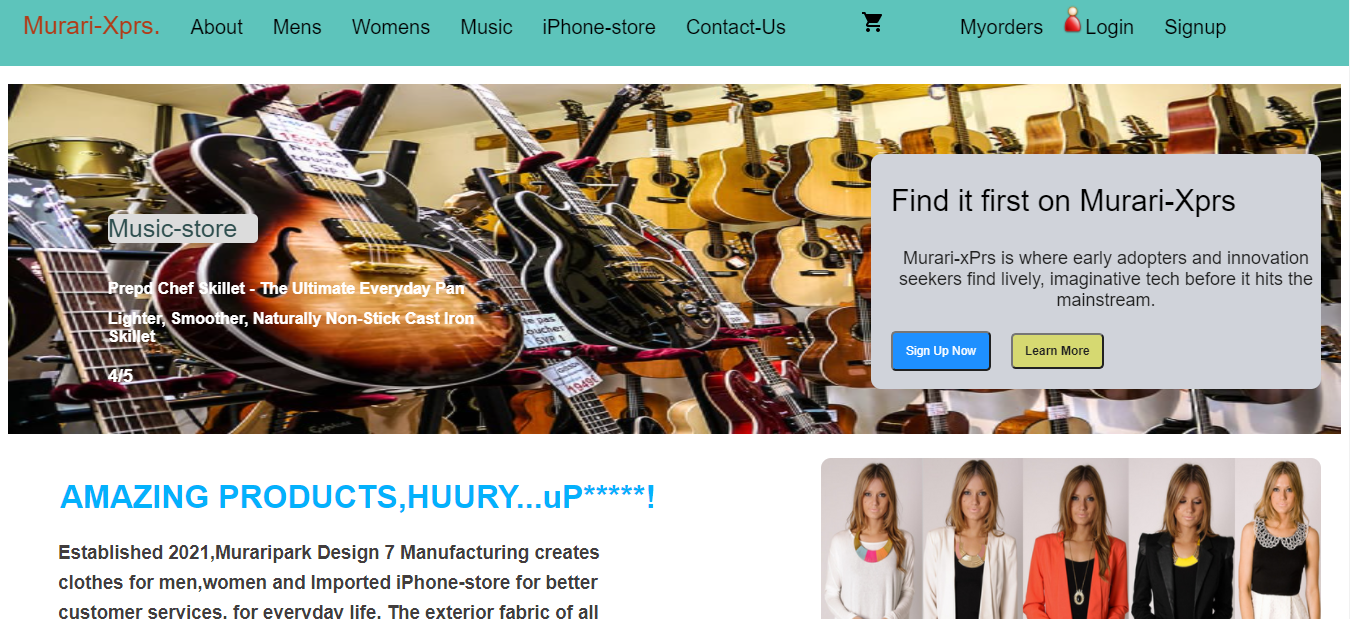 Murari-Xprs. About Mens Womens Music iPhone-store Contact-Us Myorders Login Signup
Music-store
Prepd Chef Skillet - The Ultimate Everyday Pan
Lighter, Smoother, Naturally Non-Stick Cast Iron
Skillet
4/5
Find it first on Murari-Xprs
Murari-xPrs is where early adopters and innovation
seekers find lively, imaginative tech before it hits the
mainstream.
Sign Up Now Learn More
AMAZING PRODUCTS,HUURY...uP*****!
Established 2021,Muraripark Design 7 Manufacturing creates
clothes for men,women and Imported iPhone-store for better
customer services. for everyday life. The exterior fabric of all